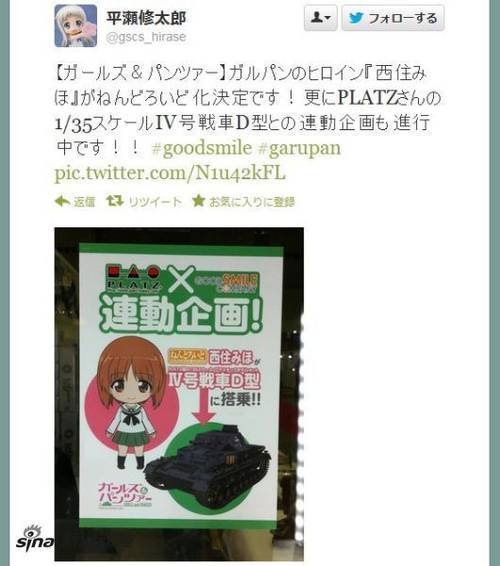 平瀬修太郎
@gscs_hirase
フォローする
【ガールズ＆パンツァー】ガルパンのヒロイン『西住み
ほ』がねんどろいど化決定です！更にPLATZさんの
1/35スケールIV号戦車D型との連動企画も進行
中です！！ #goodsmile #garupan
pic.twitter.com/N1u42kFL
返信 リツイート お気に入りに登録
PLATZ × GOOD SMILE COMPANY
連動企画!
ねんどろいど 西住みほが
Ⅳ号戦車D型
に搭乗!!
ガールズ&
パンツァー
sina